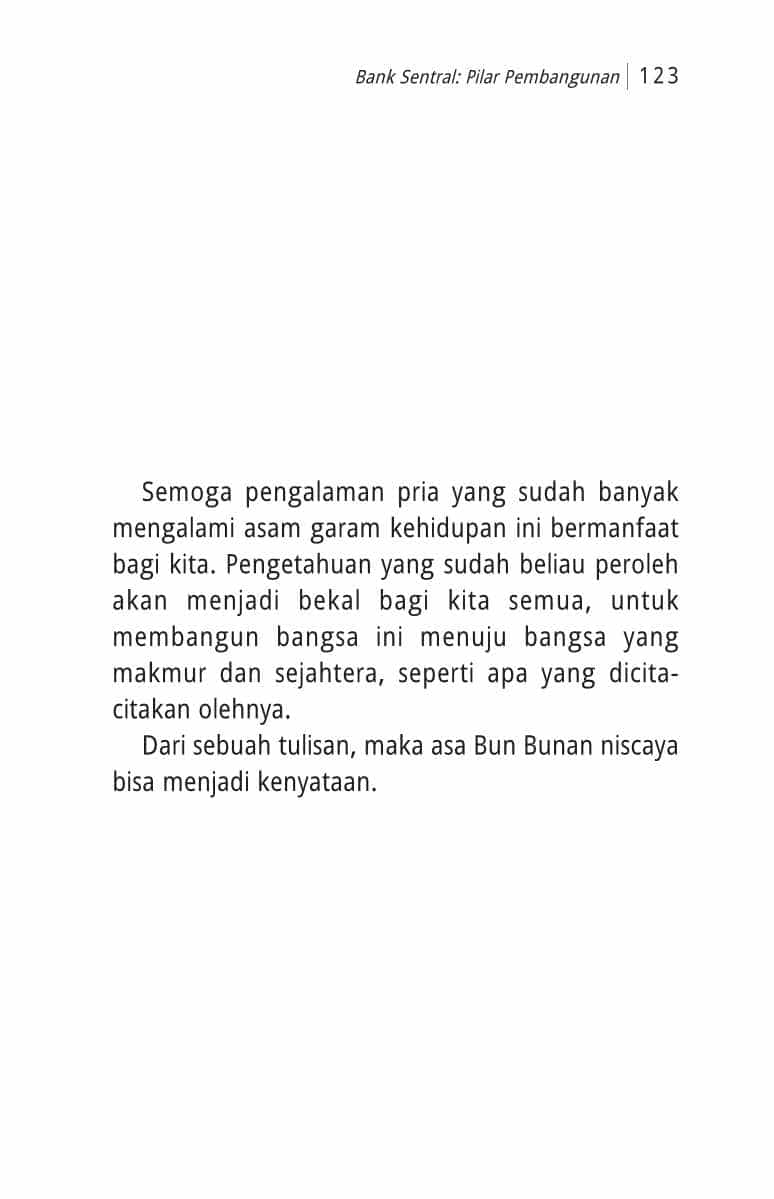 Bank Sentral: Pilar Pembangunan | 123
Semoga pengalaman pria yang sudah banyak
mengalami asam garam kehidupan ini bermanfaat
bagi kita. Pengetahuan yang sudah beliau peroleh
akan menjadi bekal bagi kita semua, untuk
membangun bangsa ini menuju bangsa yang
makmur dan sejahtera, seperti apa yang dicita-
citakan olehnya.
Dari sebuah tulisan, maka asa Bun Bunan niscaya
bisa menjadi kenyataan.